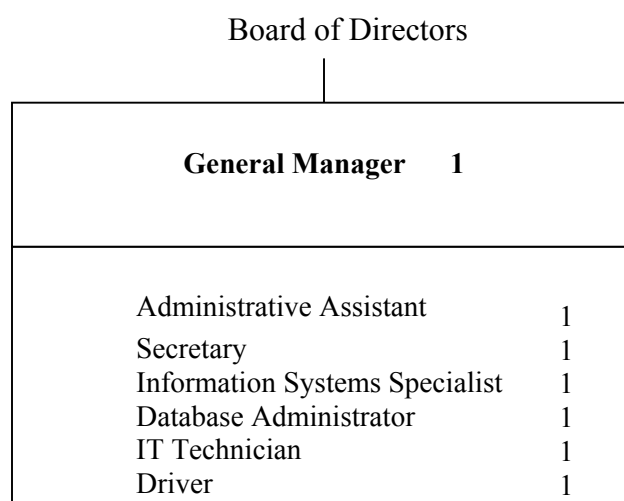 Board of Directors
General Manager 1
Administrative Assistant 1
Secretary 1
Information Systems Specialist 1
Database Administrator 1
IT Technician 1
Driver 1